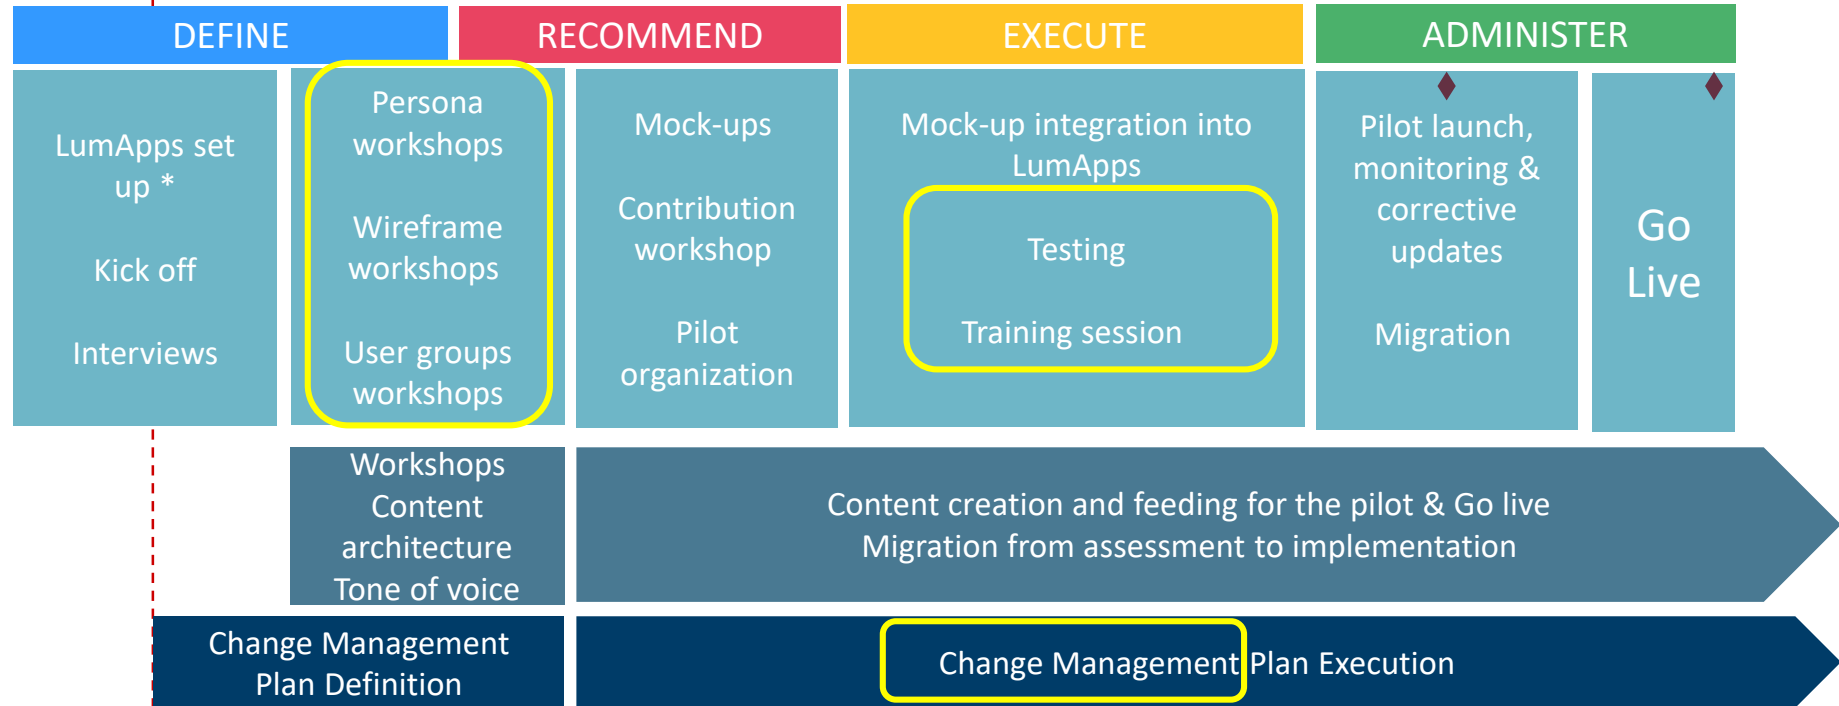 DEFINE
RECOMMEND
EXECUTE
ADMINISTER
LumApps set
up *
Kick off
Interviews
Persona
workshops
Wireframe
workshops
User groups
workshops
Mock-ups
Contribution
workshop
Pilot
organization
Mock-up integration into
LumApps
Testing
Training session
Pilot launch,
monitoring &
corrective
updates
Migration
Go
Live
Workshops
Content
architecture
Tone of voice
Content creation and feeding for the pilot & Go live
Migration from assessment to implementation
Change Management
Plan Definition
Change Management Plan Execution